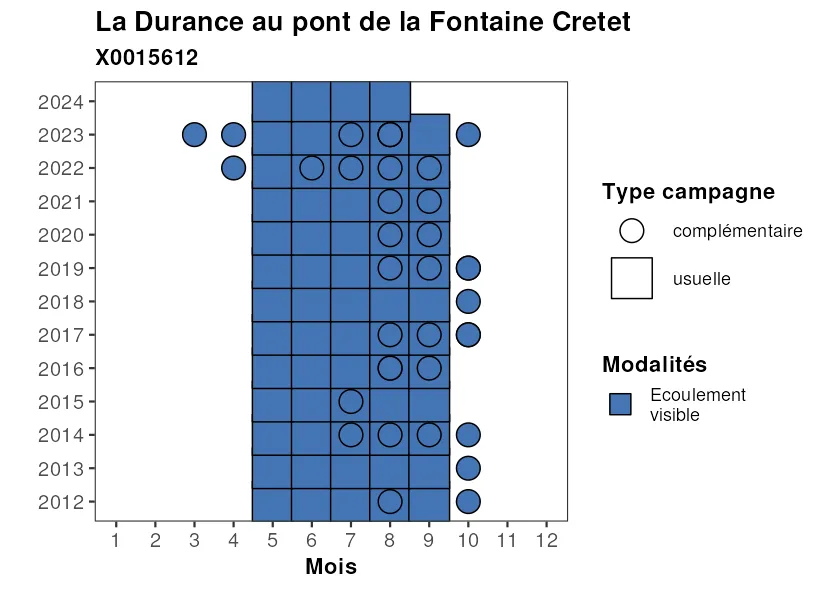 La Durance au pont de la Fontaine Cretet
X0015612
2024
2023
2022
2021
2020
2019
2018
2017
2016
2015
2014
2013
2012
1 2 3 4 5 6 7 8 9 10 11 12
Mois
Type campagne
complémentaire
usuelle
Modalités
Ecoulement
visible